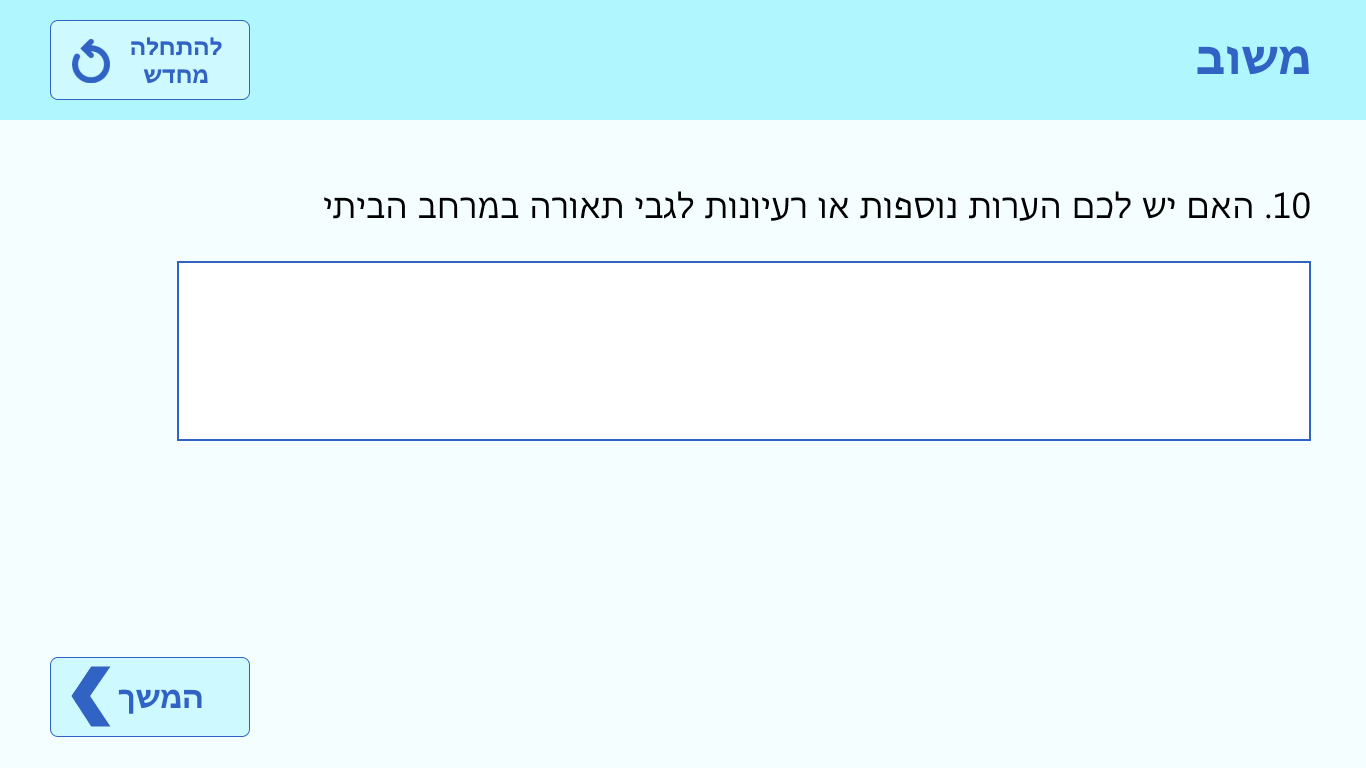 משוב
להתחלה
מחדש
10. האם יש לכם הערות נוספות או רעיונות לגבי תאורה במרחב הביתי
המשך